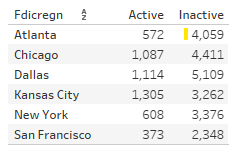 Fdicregn A Z Active Inactive
Atlanta 572 4,059
Chicago 1,087 4,411
Dallas 1,114 5,109
Kansas City 1,305 3,262
New York 608 3,376
San Francisco 373 2,348